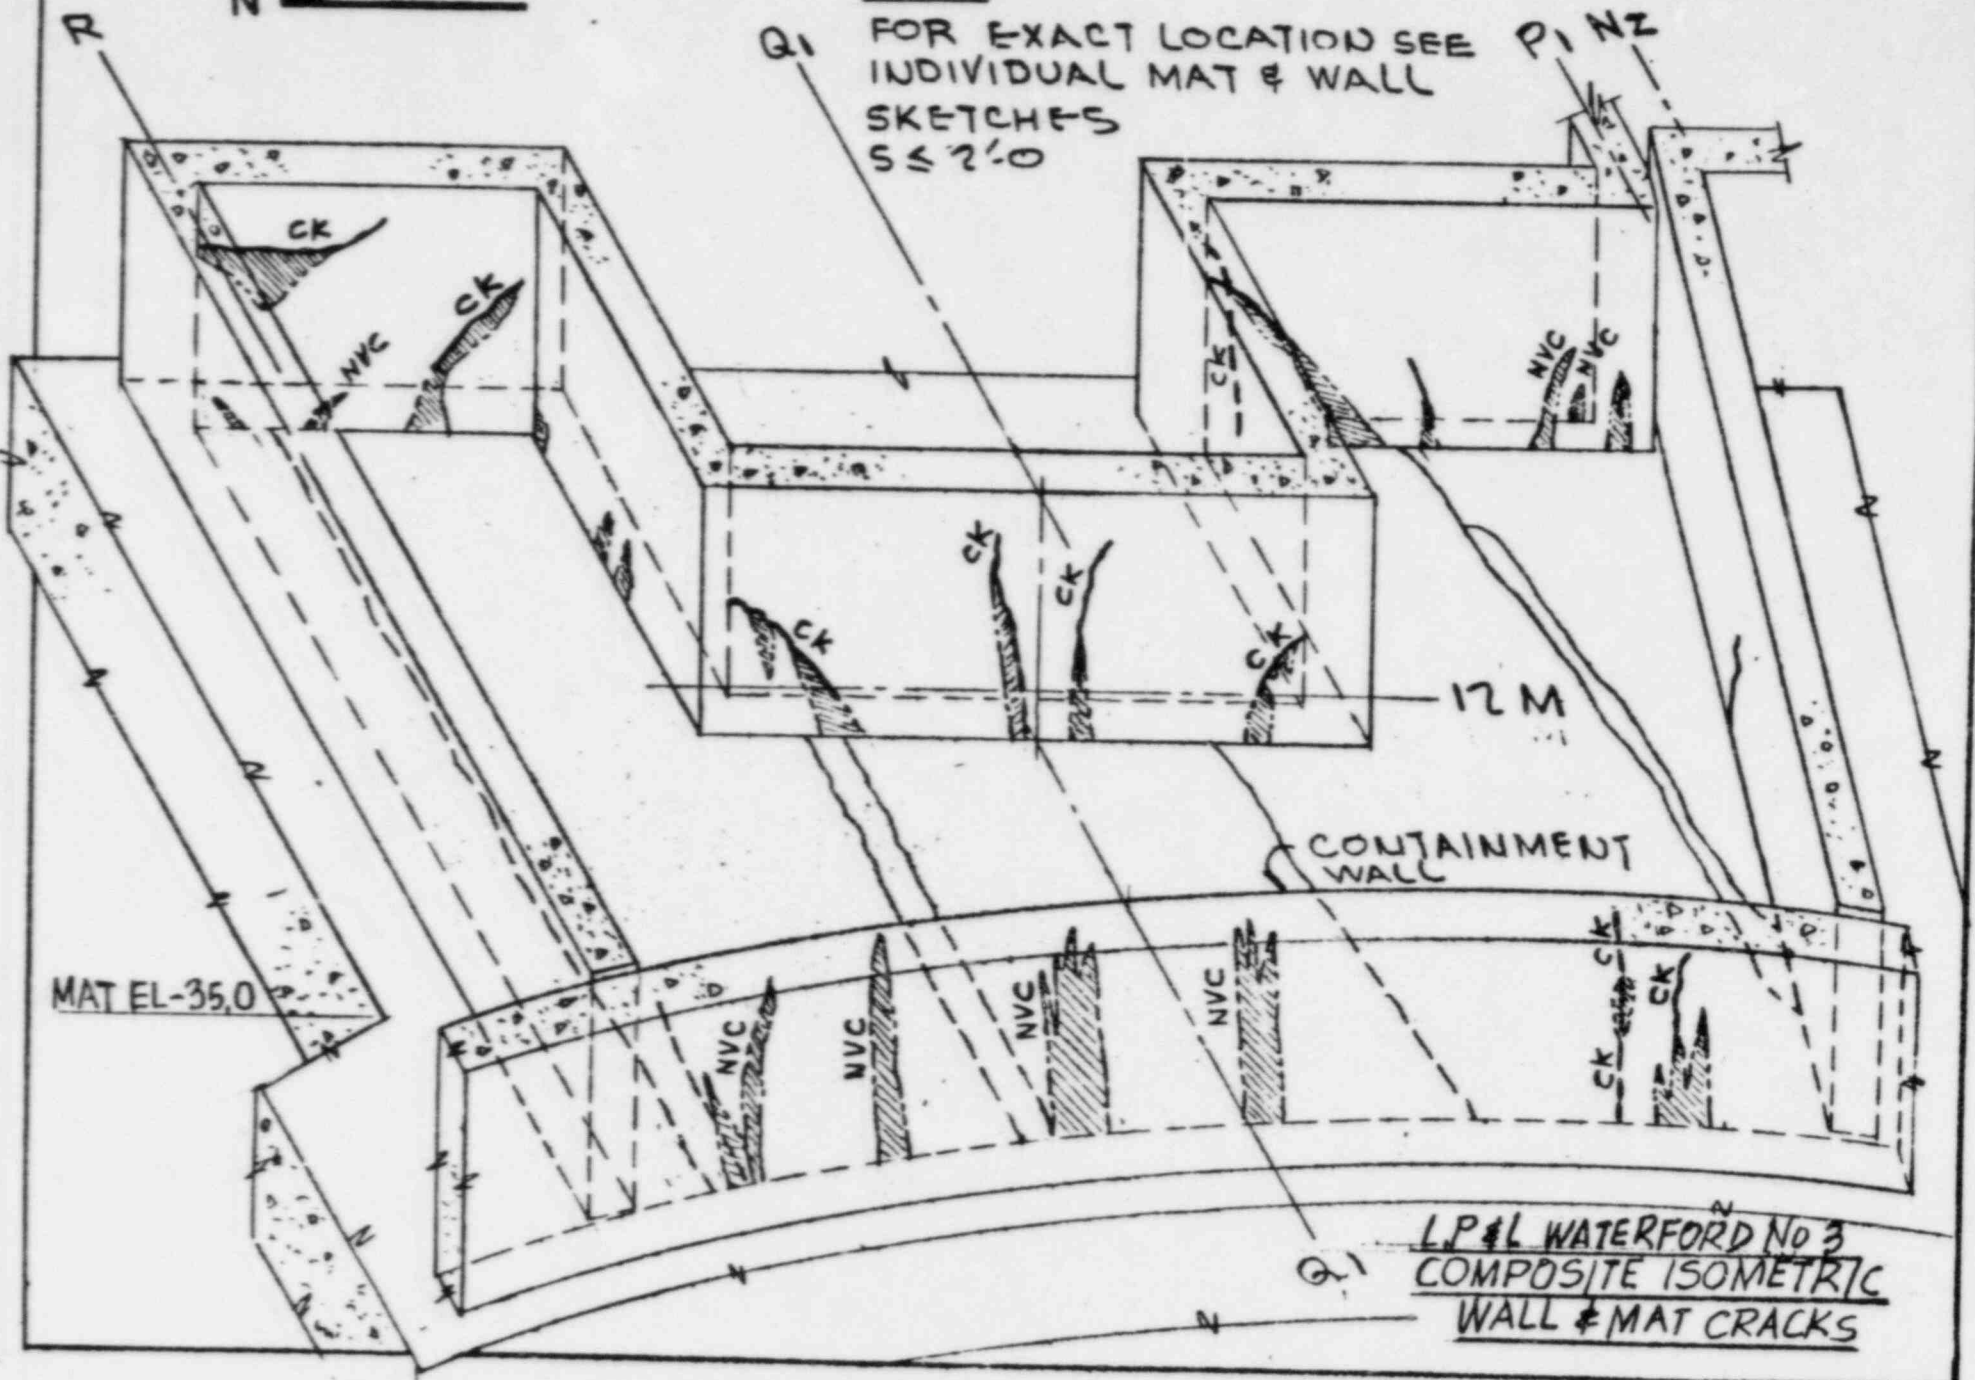 N
R
Q1
FOR EXACT LOCATION SEE
INDIVIDUAL MAT & WALL
SKETCHES
S ≤ 2'-0
P1
NZ
CK
CK
NVC
CK
NVC
NVC
CK
CK
CK
CK
12 M
CONTAINMENT
WALL
MAT EL-35.0
NVC
NVC
NVC
NVC
CK
CK
CK
Q1
L.P & L WATERFORD No 3
COMPOSITE ISOMETRIC
WALL & MAT CRACKS